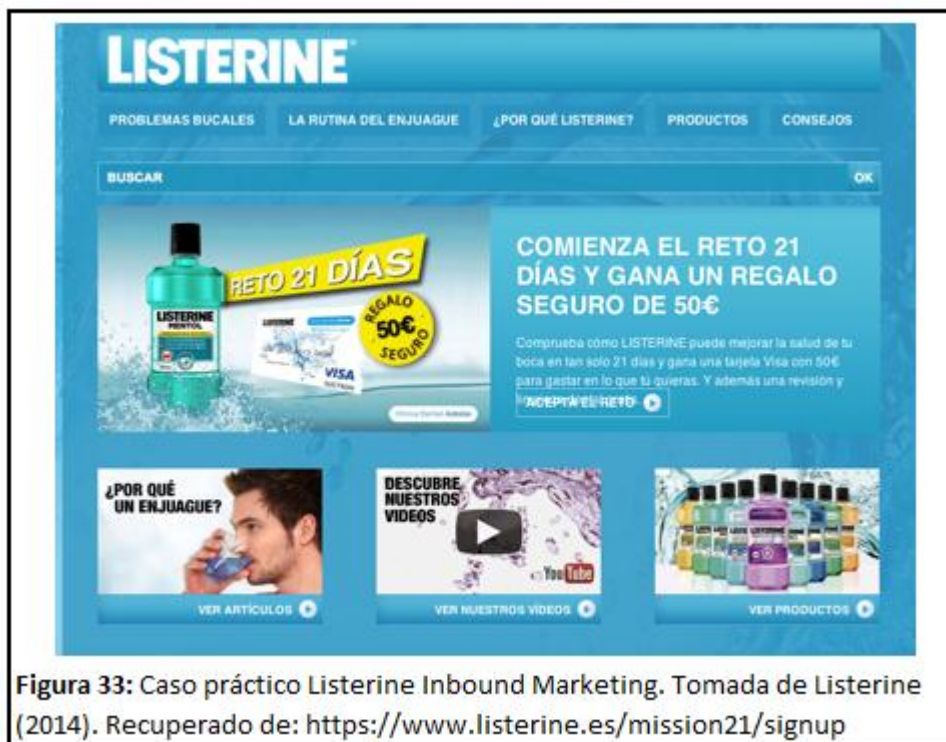 LISTERINE®
PROBLEMAS BUCALES LA RUTINA DEL ENJUAGUE ¿POR QUÉ LISTERINE? PRODUCTOS CONSEJOS
BUSCAR OK
RETO 21 DÍAS
REGALO
50€
SEGURO
LISTERINE
MENTOL
LISTERINE
VISA
COMIENZA EL RETO 21
DÍAS Y GANA UN REGALO
SEGURO DE 50€
Comprueba cómo LISTERINE puede mejorar la salud de tu
boca en tan solo 21 días y gana una tarjeta Visa con 50€
para gastar en lo que tú quieras. Y además una revisión y
ACEPTA EL RETO
¿POR QUÉ
UN ENJUAGUE?
VER ARTÍCULOS
DESCUBRE
NUESTROS
VIDEOS
YouTube
VER NUESTROS VÍDEOS
VER PRODUCTOS
Figura 33: Caso práctico Listerine Inbound Marketing. Tomada de Listerine
(2014). Recuperado de: https://www.listerine.es/mission21/signup